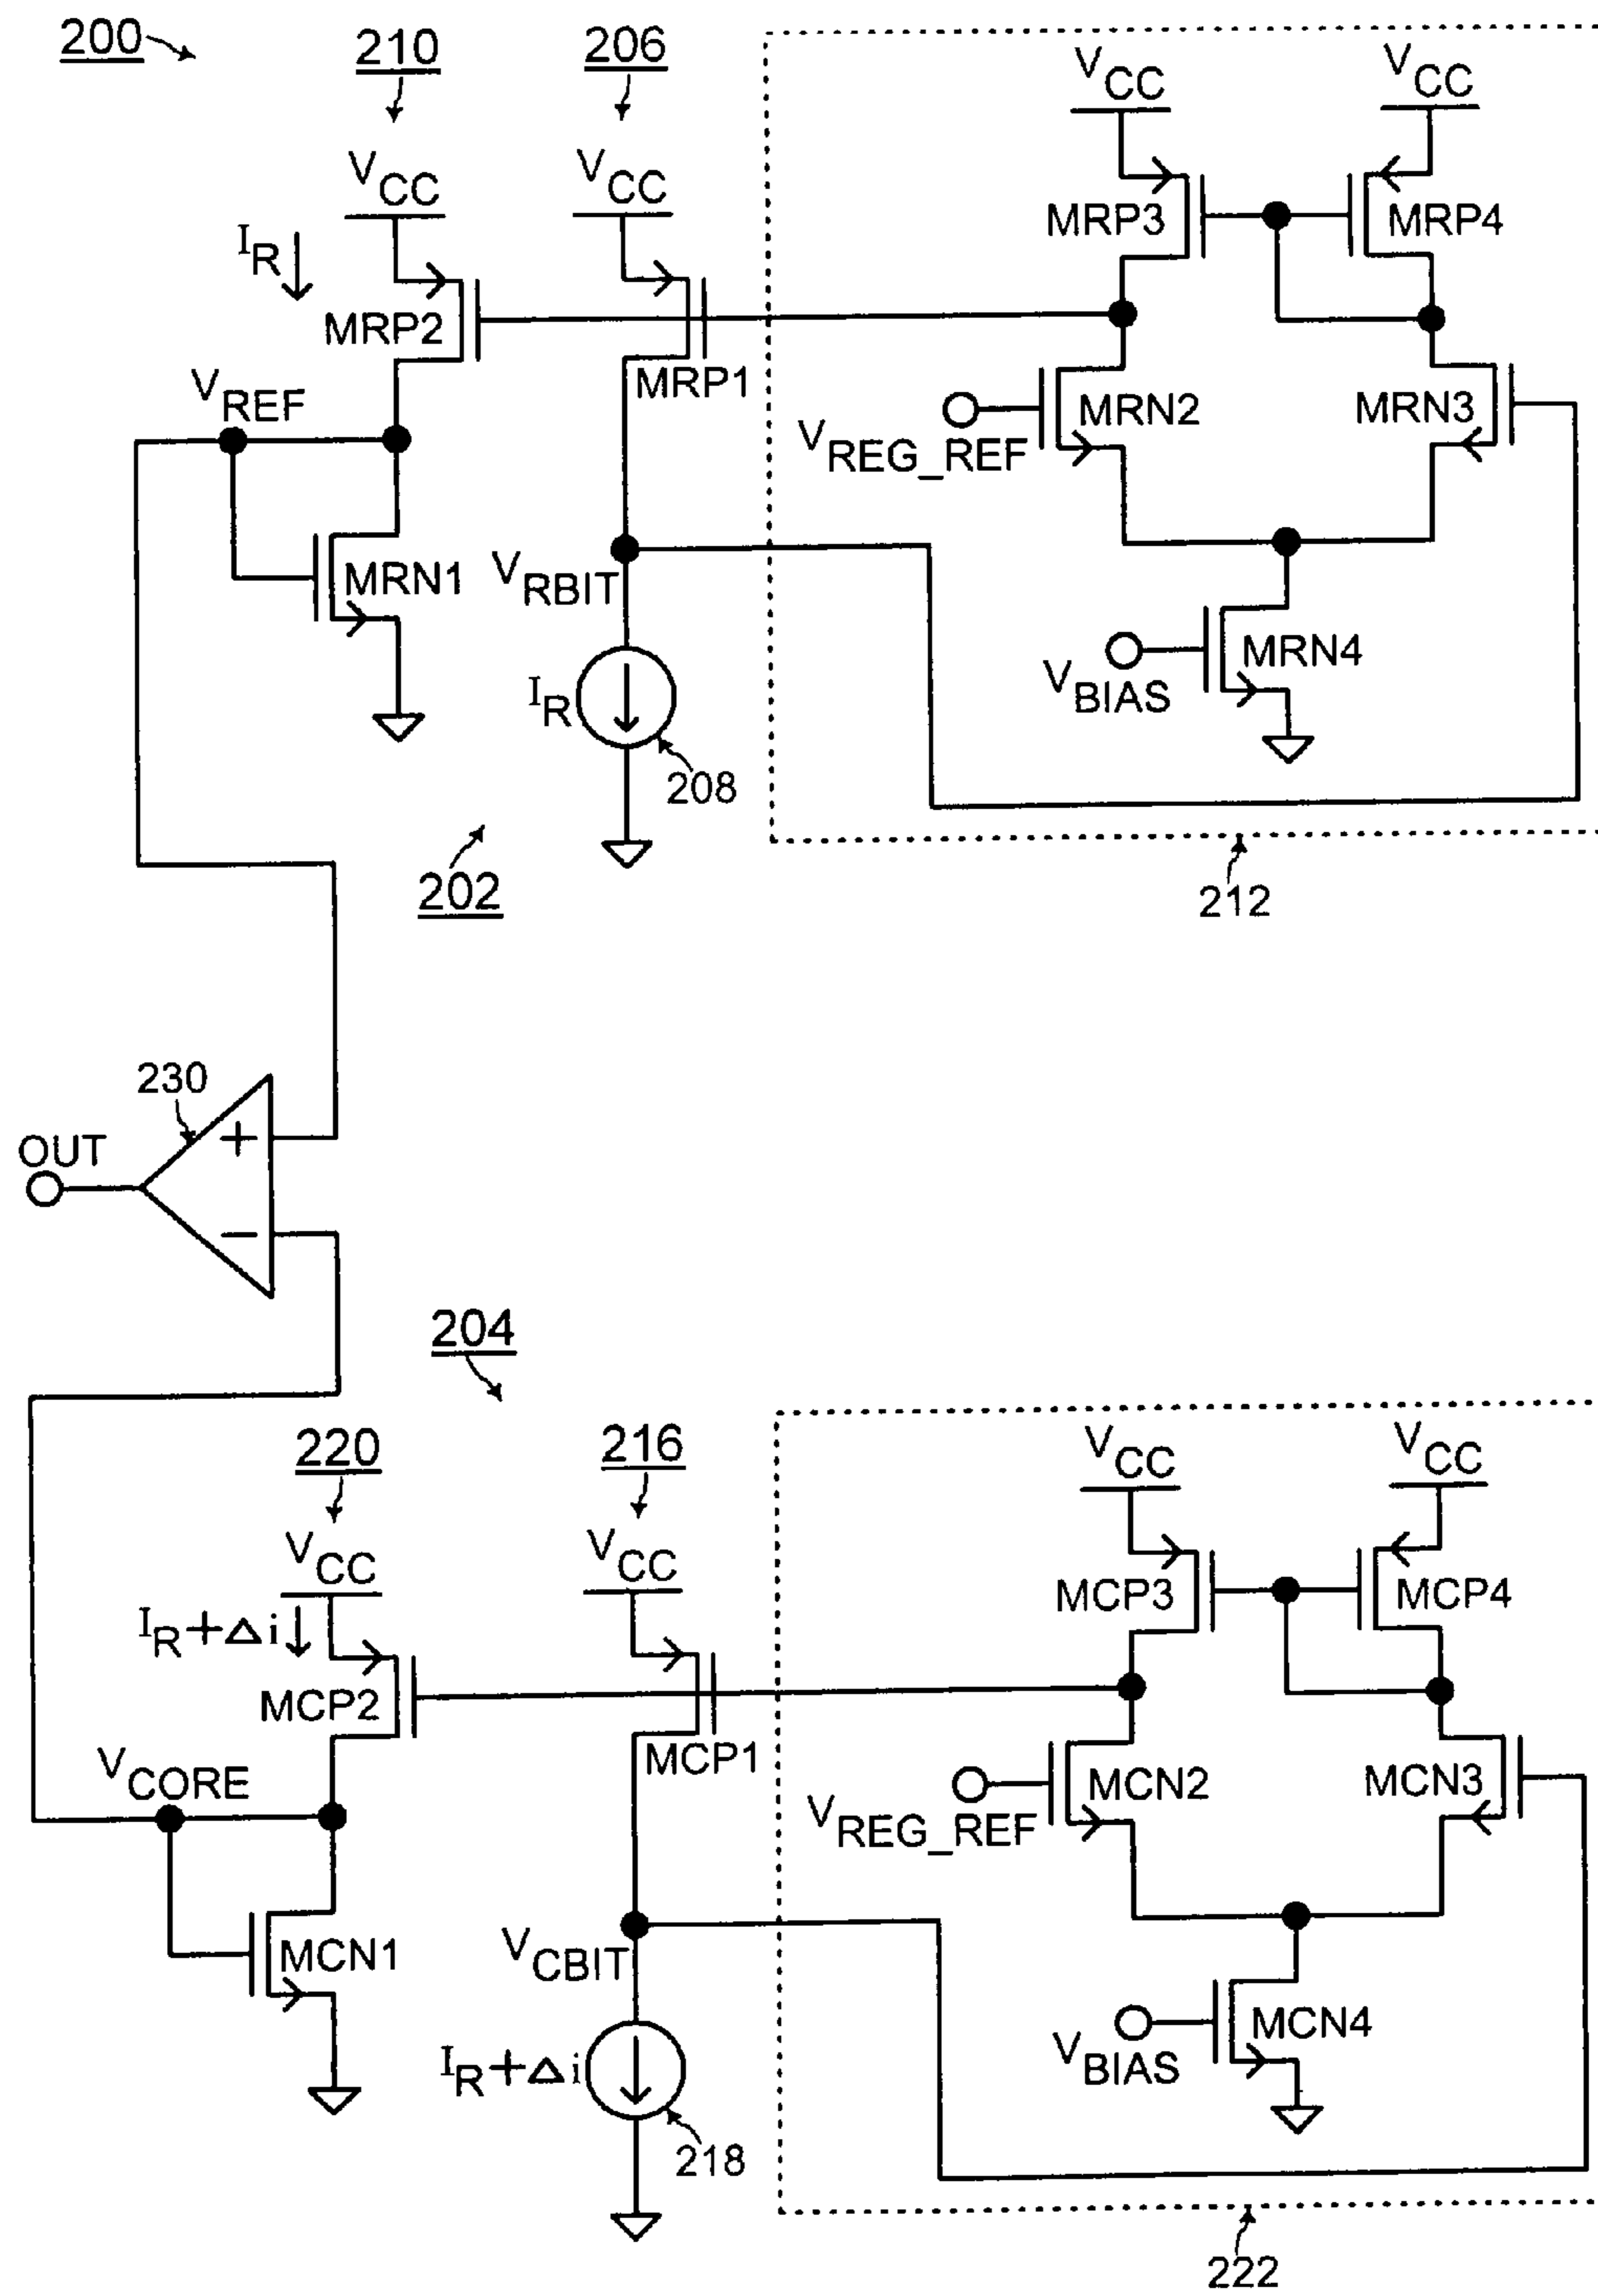 200
210
206
VCC
VCC
VCC
VCC
IR
MRP2
MRP1
MRP3
MRP4
VREF
VREG_REF
MRN2
MRN3
MRN1
VRBIT
IR
208
VBIAS
MRN4
202
212
230
OUT
+
−
204
220
216
VCC
VCC
VCC
VCC
IR+Δi
MCP2
MCP1
MCP3
MCP4
VCORE
VREG_REF
MCN2
MCN3
MCN1
VCBIT
IR+Δi
218
VBIAS
MCN4
222